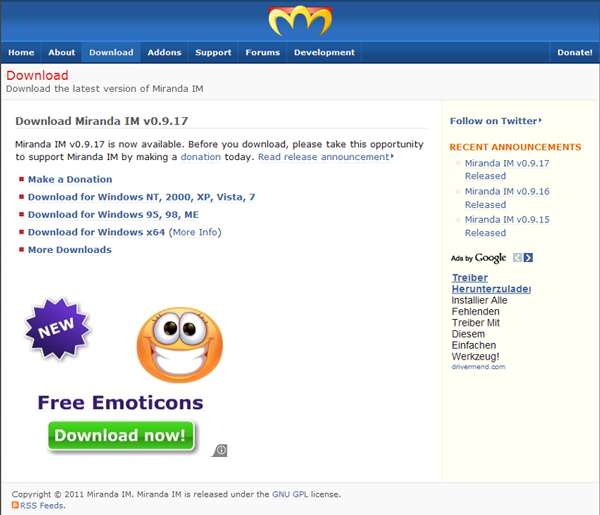 Home About Download Addons Support Forums Development Donate!
Download
Download the latest version of Miranda IM
Download Miranda IM v0.9.17
Miranda IM v0.9.17 is now available. Before you download, please take this opportunity
to support Miranda IM by making a donation today. Read release announcement
Make a Donation
Download for Windows NT, 2000, XP, Vista, 7
Download for Windows 95, 98, ME
Download for Windows x64 (More Info)
More Downloads
NEW
Free Emoticons
Download now!
Follow on Twitter
RECENT ANNOUNCEMENTS
Miranda IM v0.9.17
Released
Miranda IM v0.9.16
Released
Miranda IM v0.9.15
Released
Ads by Google
Treiber
Herunterzulade
Installier Alle
Fehlenden
Treiber Mit
Diesem
Einfachen
Werkzeug!
drivermend.com
Copyright © 2011 Miranda IM. Miranda IM is released under the GNU GPL license.
RSS Feeds.